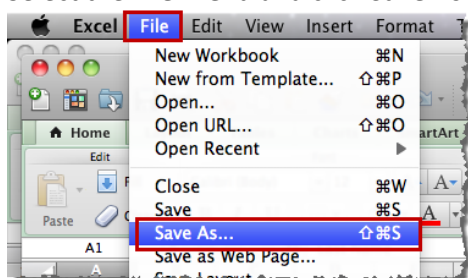 Excel File Edit View Insert Format
New Workbook ⌘N
New from Template... ⇧⌘P
Open... ⌘O
Home Open URL... ⇧⌘O artArt
Edit Open Recent ▶
Close ⌘W
Save ⌘S
Paste Save As... ⇧⌘S
A1 Save as Web Page...
A